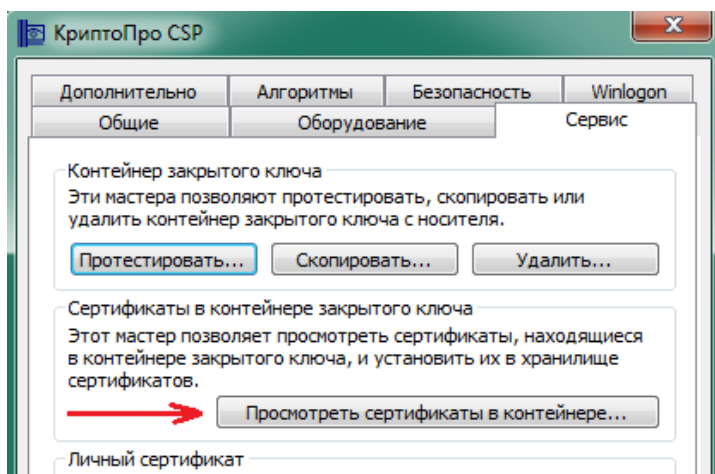 КриптоПро CSP
Дополнительно Алгоритмы Безопасность Winlogon
Общие Оборудование Сервис
Контейнер закрытого ключа
Эти мастера позволяют протестировать, скопировать или
удалить контейнер закрытого ключа с носителя.
Протестировать... Скопировать... Удалить...
Сертификаты в контейнере закрытого ключа
Этот мастер позволяет просмотреть сертификаты, находящиеся
в контейнере закрытого ключа, и установить их в хранилище
сертификатов.
Просмотреть сертификаты в контейнере...
Личный сертификат